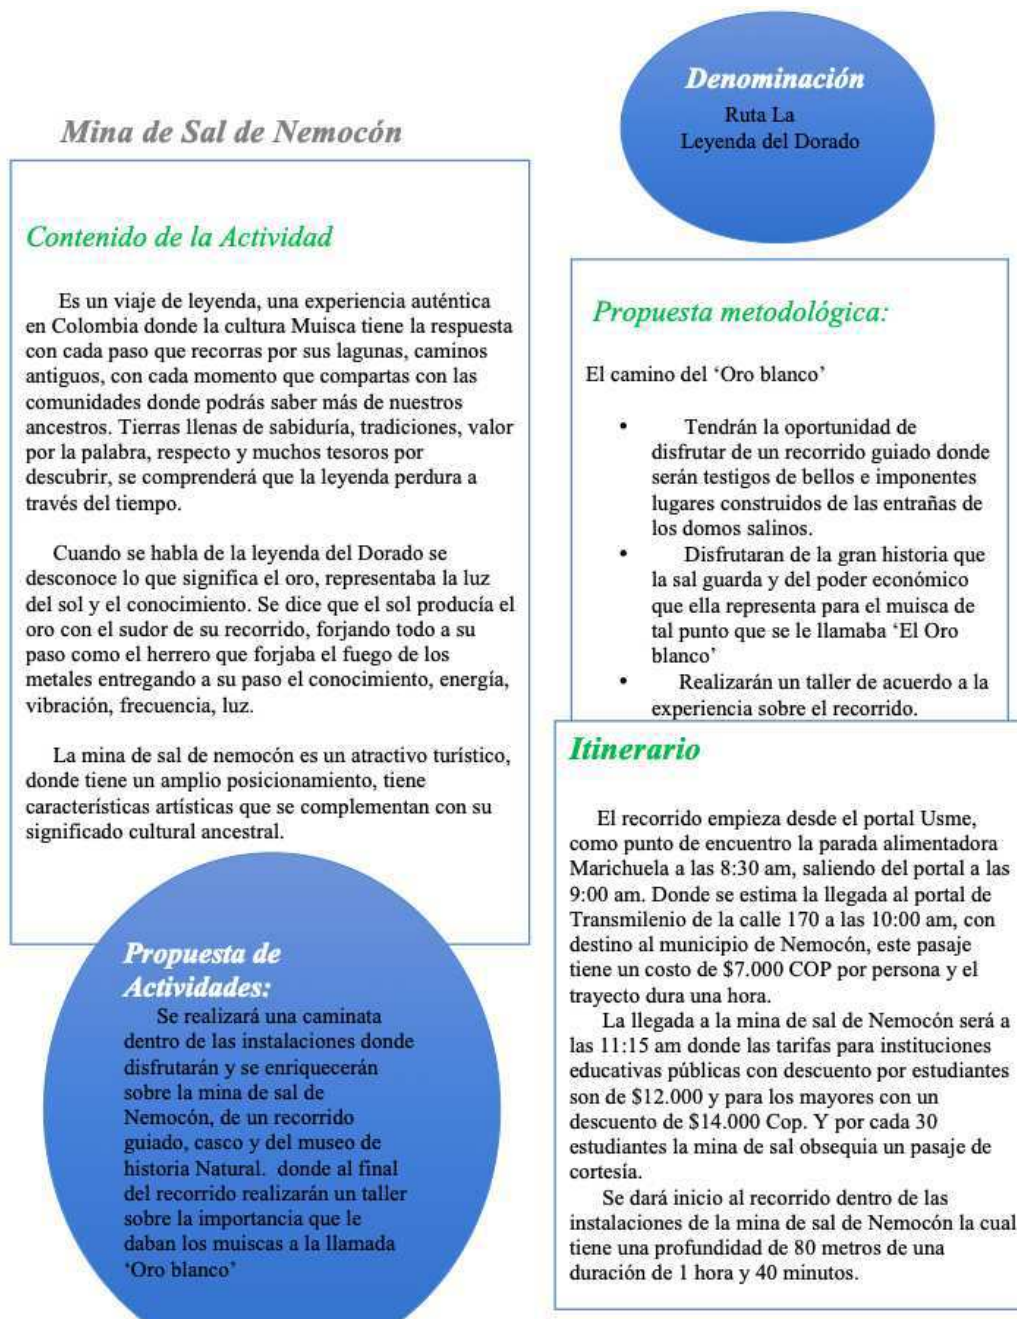 Mina de Sal de Nemocón
Contenido de la Actividad
Es un viaje de leyenda, una experiencia auténtica
en Colombia donde la cultura Muisca tiene la respuesta
con cada paso que recorras por sus lagunas, caminos
antiguos, con cada momento que compartas con las
comunidades donde podrás saber más de nuestros
ancestros. Tierras llenas de sabiduría, tradiciones, valor
por la palabra, respecto y muchos tesoros por
descubrir, se comprenderá que la leyenda perdura a
través del tiempo.
Cuando se habla de la leyenda del Dorado se
desconoce lo que significa el oro, representaba la luz
del sol y el conocimiento. Se dice que el sol producía el
oro con el sudor de su recorrido, forjando todo a su
paso como el herrero que forjaba el fuego de los
metales entregando a su paso el conocimiento, energía,
vibración, frecuencia, luz.
La mina de sal de nemocón es un atractivo turístico,
donde tiene un amplio posicionamiento, tiene
características artísticas que se complementan con su
significado cultural ancestral.
Propuesta de
Actividades:
Se realizará una caminata
dentro de las instalaciones donde
disfrutarán y se enriquecerán
sobre la mina de sal de
Nemocón, de un recorrido
guiado, casco y del museo de
historia Natural. donde al final
del recorrido realizarán un taller
sobre la importancia que le
daban los muiscas a la llamada
‘Oro blanco’
Denominación
Ruta La
Leyenda del Dorado
Propuesta metodológica:
El camino del ‘Oro blanco’
• Tendrán la oportunidad de
disfrutar de un recorrido guiado donde
serán testigos de bellos e imponentes
lugares construidos de las entrañas de
los domos salinos.
• Disfrutaran de la gran historia que
la sal guarda y del poder económico
que ella representa para el muisca de
tal punto que se le llamaba ‘El Oro
blanco’
• Realizarán un taller de acuerdo a la
experiencia sobre el recorrido.
Itinerario
El recorrido empieza desde el portal Usme,
como punto de encuentro la parada alimentadora
Marichuela a las 8:30 am, saliendo del portal a las
9:00 am. Donde se estima la llegada al portal de
Transmilenio de la calle 170 a las 10:00 am, con
destino al municipio de Nemocón, este pasaje
tiene un costo de $7.000 COP por persona y el
trayecto dura una hora.
La llegada a la mina de sal de Nemocón será a
las 11:15 am donde las tarifas para instituciones
educativas públicas con descuento por estudiantes
son de $12.000 y para los mayores con un
descuento de $14.000 Cop. Y por cada 30
estudiantes la mina de sal obsequia un pasaje de
cortesía.
Se dará inicio al recorrido dentro de las
instalaciones de la mina de sal de Nemocón la cual
tiene una profundidad de 80 metros de una
duración de 1 hora y 40 minutos.